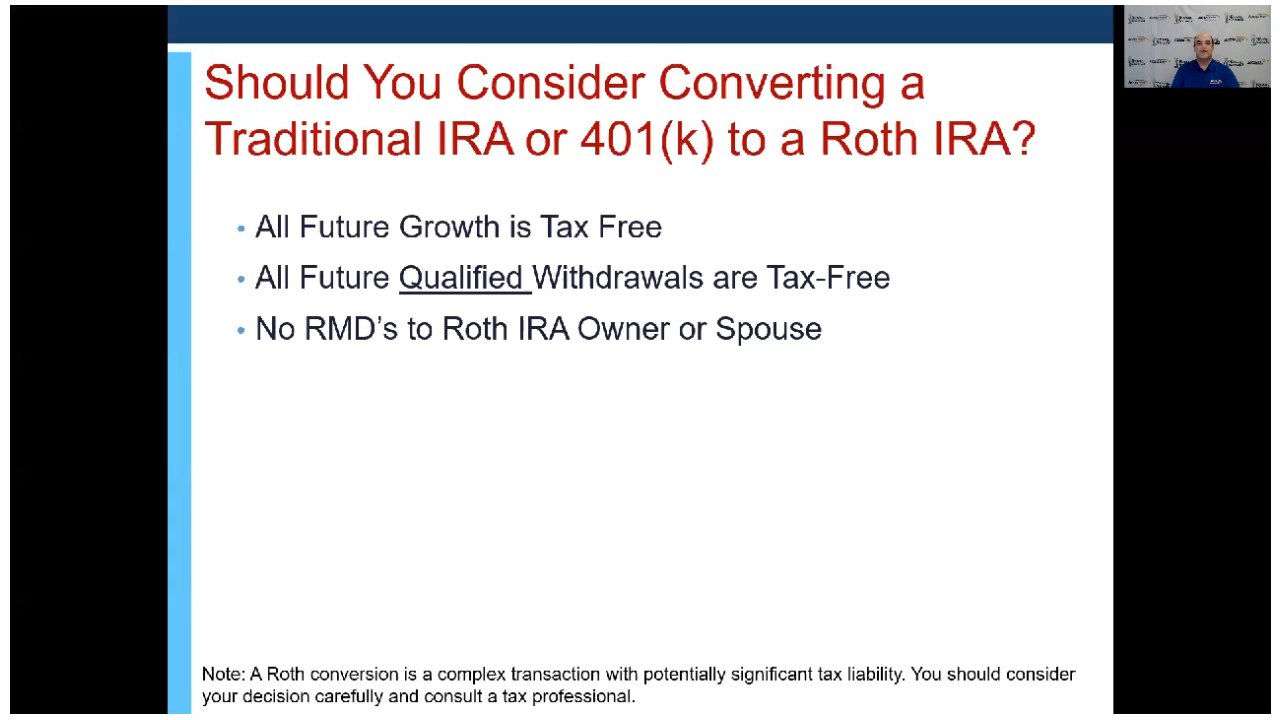 Should You Consider Converting a
Traditional IRA or 401(k) to a Roth IRA?
• All Future Growth is Tax Free
• All Future Qualified Withdrawals are Tax-Free
• No RMD’s to Roth IRA Owner or Spouse
Note: A Roth conversion is a complex transaction with potentially significant tax liability. You should consider
your decision carefully and consult a tax professional.